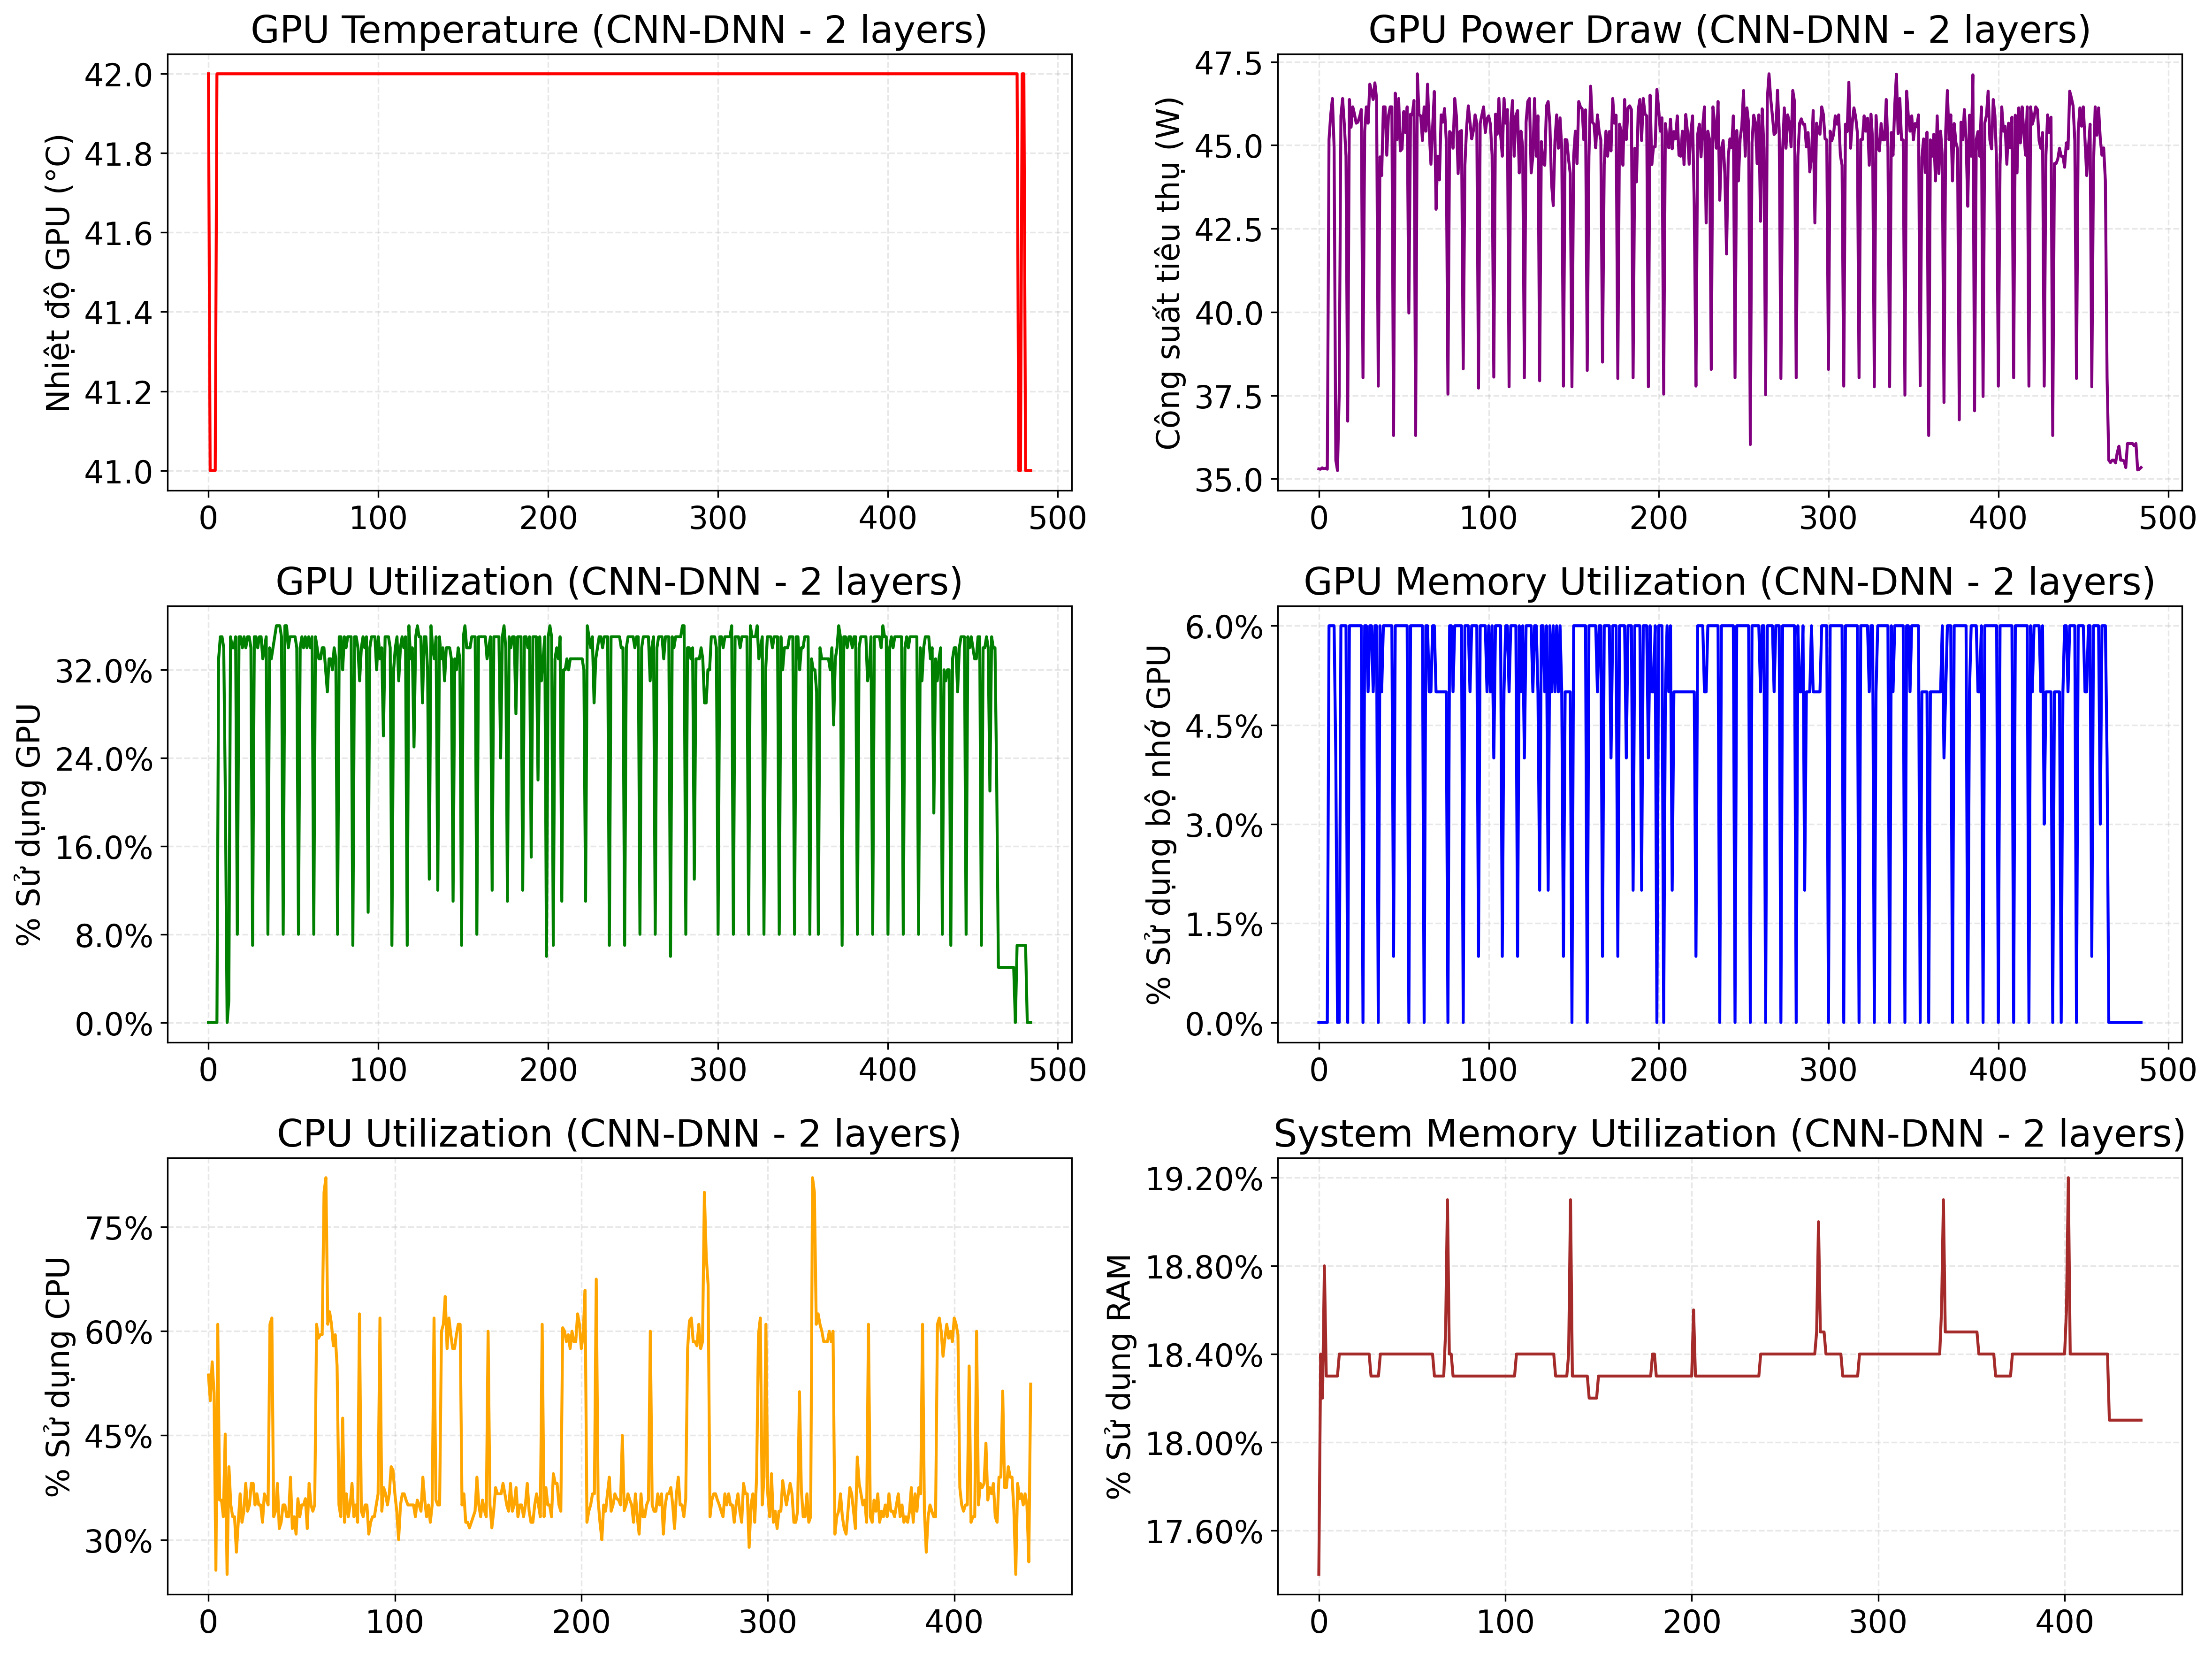 GPU Temperature (CNN-DNN - 2 layers)
Nhiệt độ GPU (°C)
42.0
41.8
41.6
41.4
41.2
41.0
0 100 200 300 400 500
GPU Power Draw (CNN-DNN - 2 layers)
Công suất tiêu thụ (W)
47.5
45.0
42.5
40.0
37.5
35.0
0 100 200 300 400 500
GPU Utilization (CNN-DNN - 2 layers)
% Sử dụng GPU
32.0%
24.0%
16.0%
8.0%
0.0%
0 100 200 300 400 500
GPU Memory Utilization (CNN-DNN - 2 layers)
% Sử dụng bộ nhớ GPU
6.0%
4.5%
3.0%
1.5%
0.0%
0 100 200 300 400 500
CPU Utilization (CNN-DNN - 2 layers)
% Sử dụng CPU
75%
60%
45%
30%
0 100 200 300 400
System Memory Utilization (CNN-DNN - 2 layers)
% Sử dụng RAM
19.20%
18.80%
18.40%
18.00%
17.60%
0 100 200 300 400